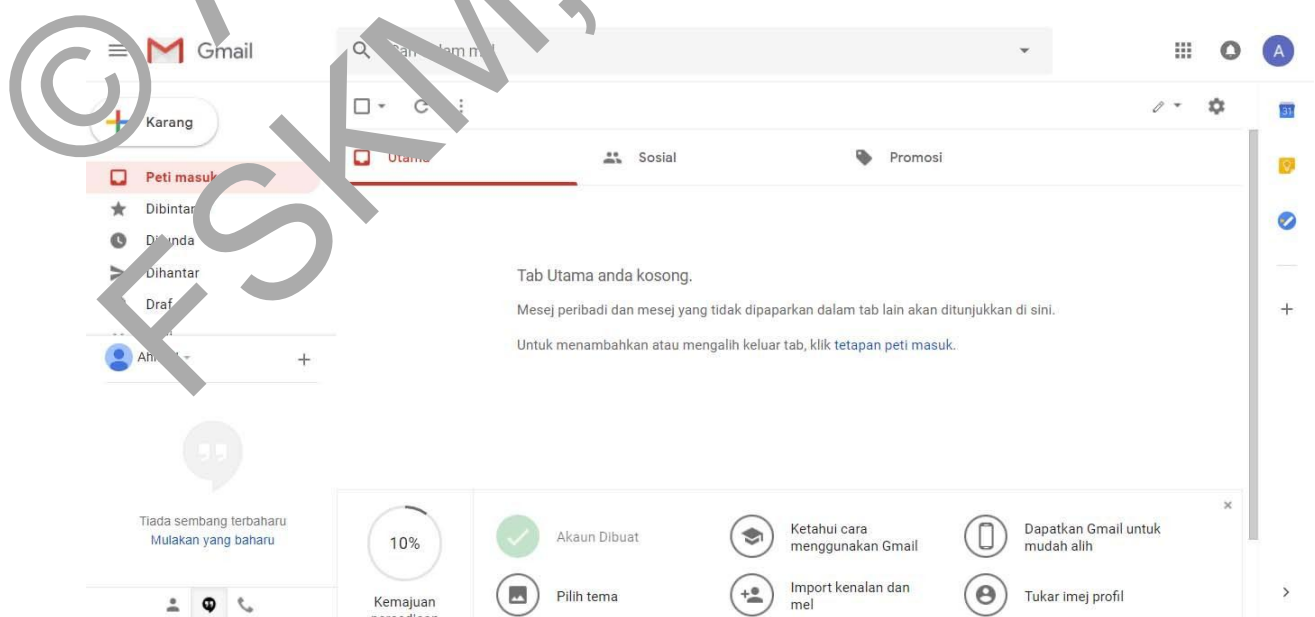 Gmail
A
Karang
31
Utama
Sosial
Promosi
Peti masuk
Dihantar
Draf
Tab Utama anda kosong.
Mesej peribadi dan mesej yang tidak dipaparkan dalam tab lain akan ditunjukkan di sini.
Untuk menambahkan atau mengalih keluar tab, klik tetapan peti masuk.
Tiada sembang terbaharu
Mulakan yang baharu
10%
Kemajuan
Akaun Dibuat
Ketahui cara
menggunakan Gmail
Dapatkan Gmail untuk
mudah alih
Pilih tema
Import kenalan dan
mel
Tukar imej profil
©
FSKM,